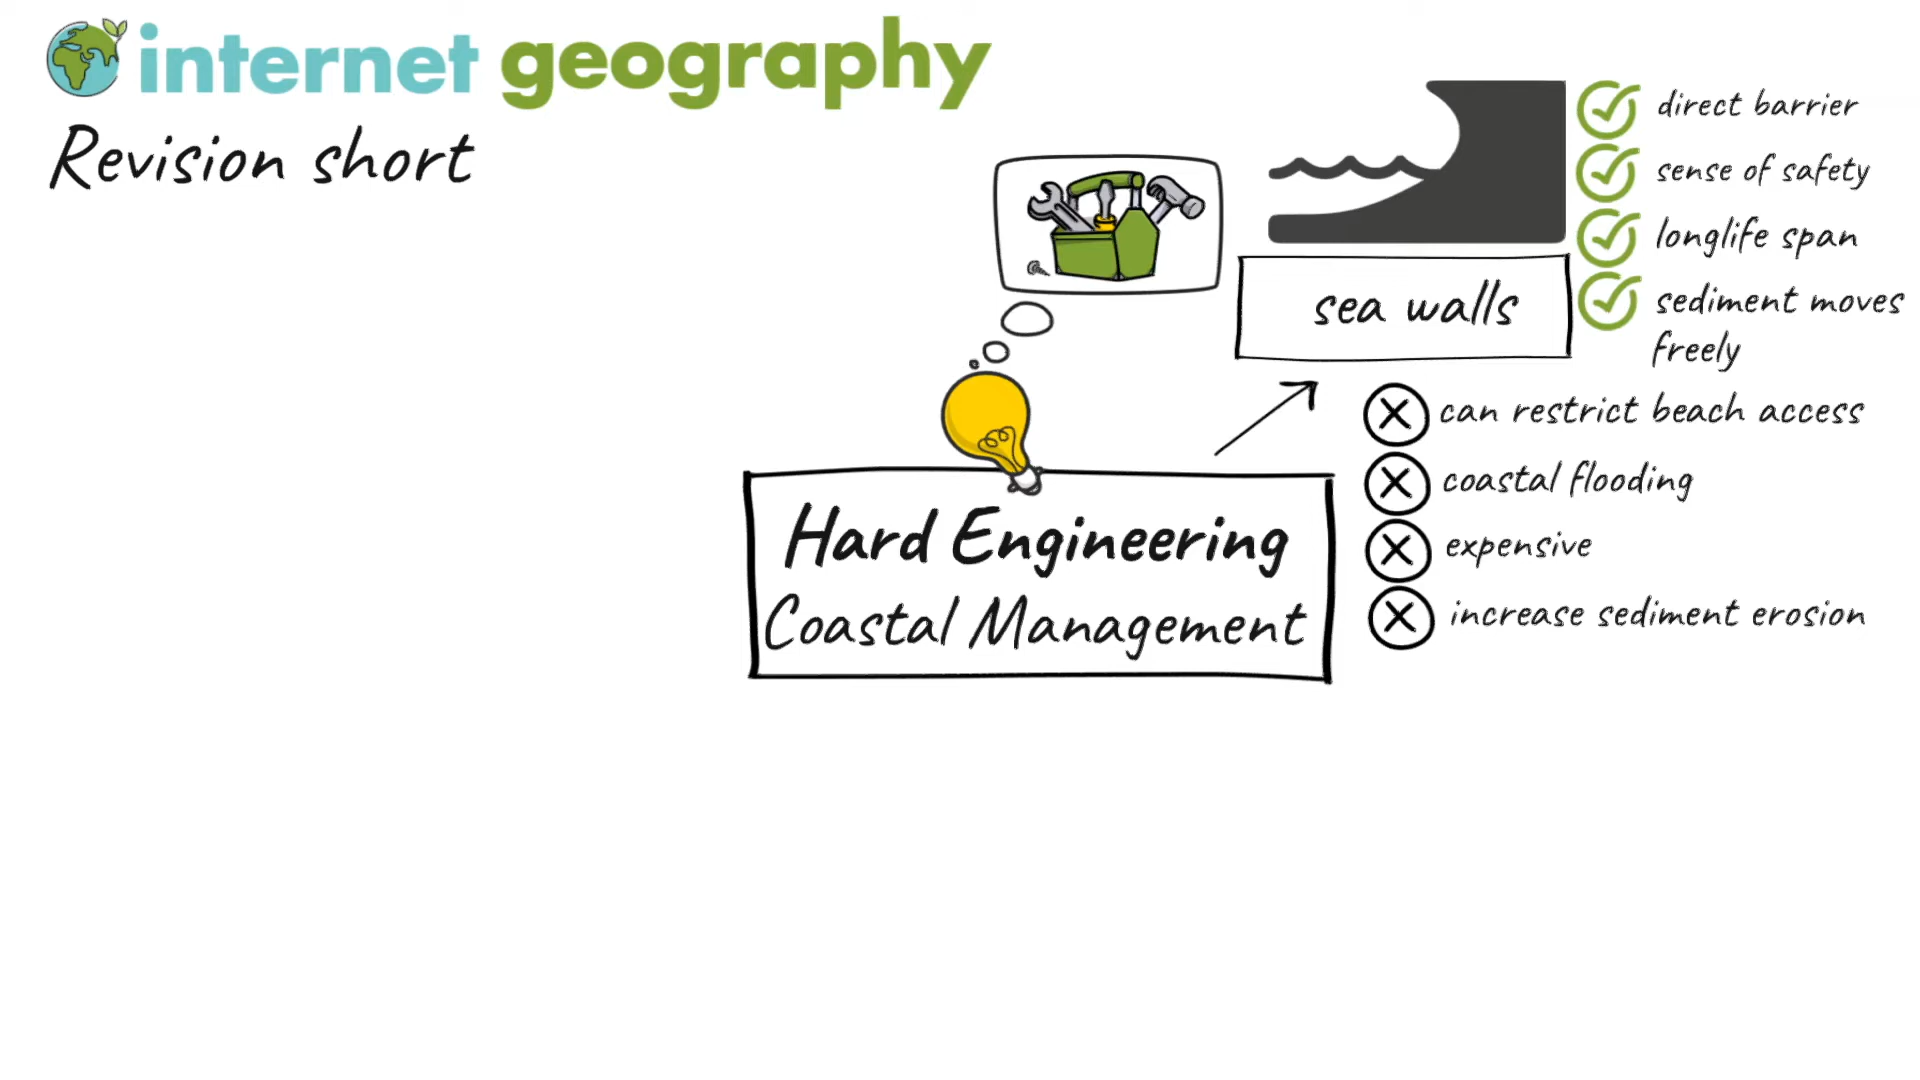 internet geography
Revision short
direct barrier
sense of safety
longlife span
sediment moves
freely
sea walls
can restrict beach access
coastal flooding
expensive
increase sediment erosion
Hard Engineering
Coastal Management